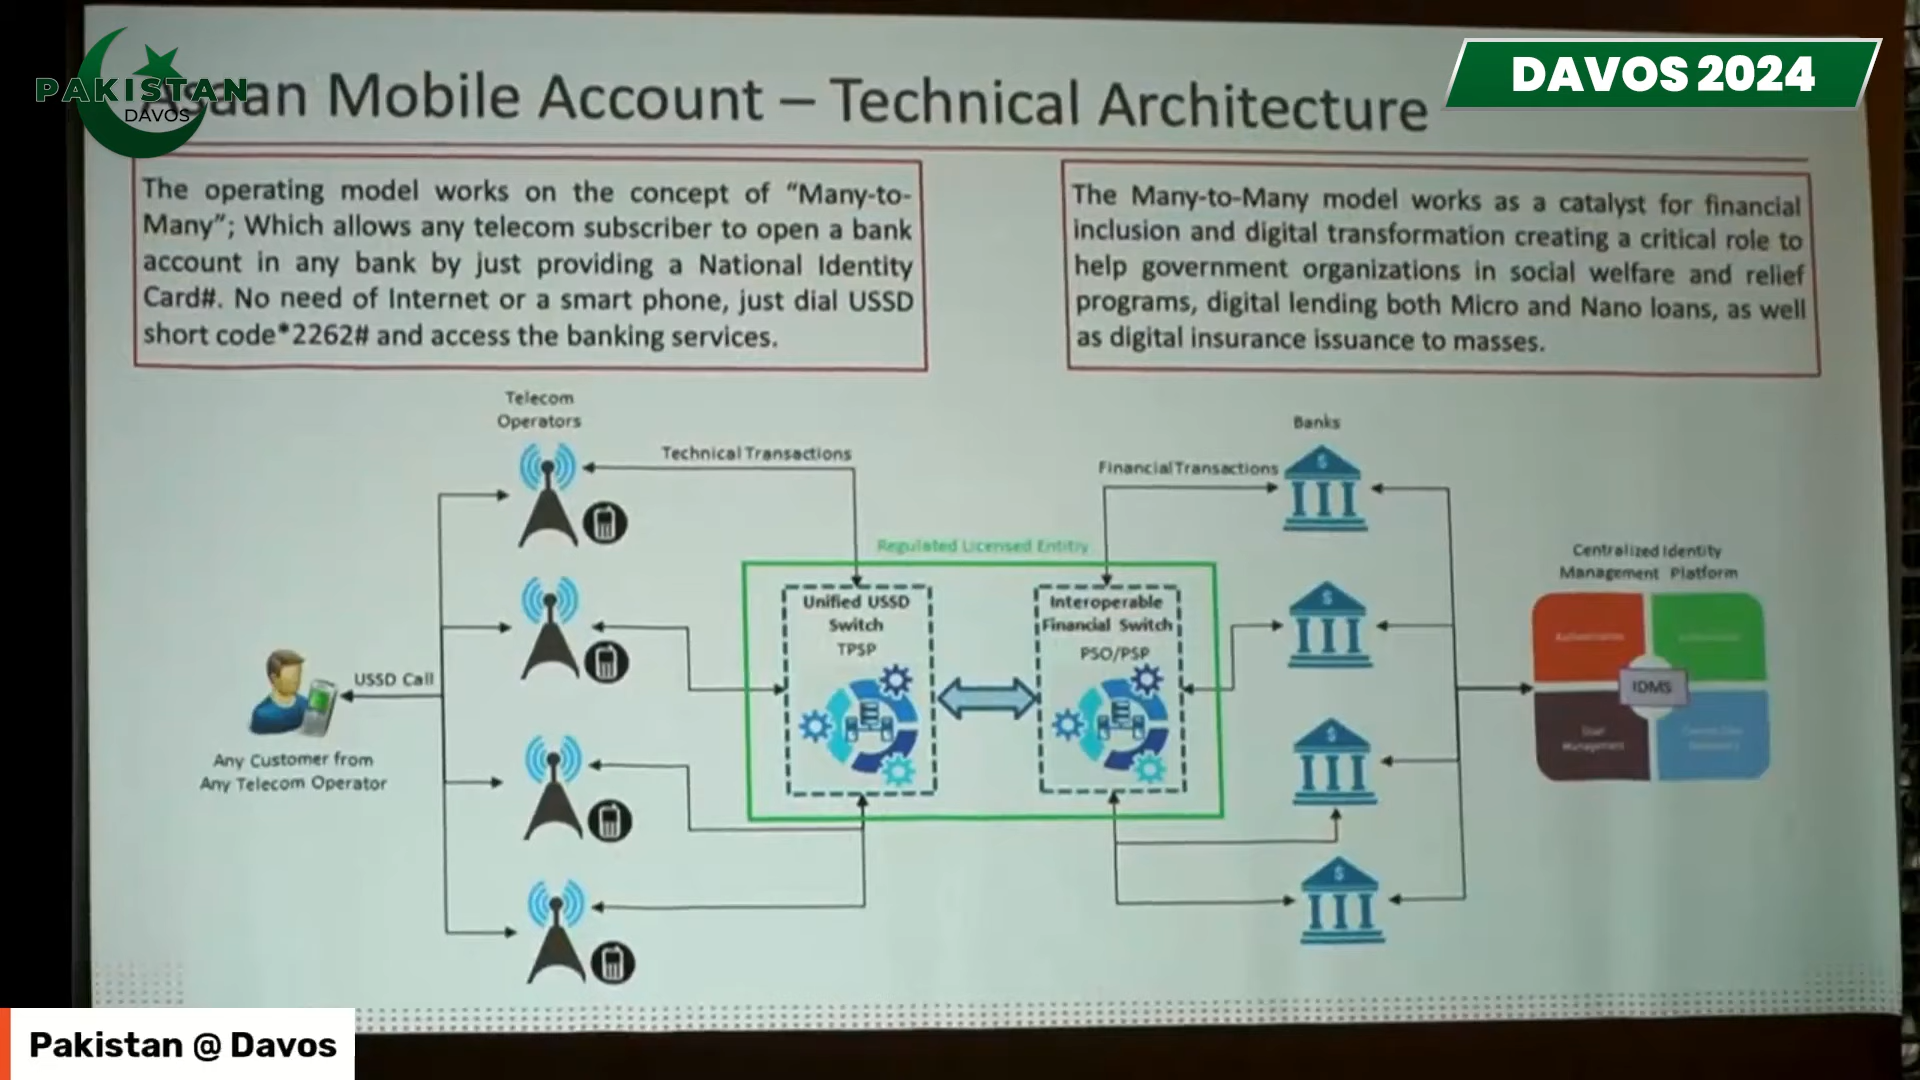 PAKISTAN
DAVOS
DAVOS 2024
Asaan Mobile Account – Technical Architecture
The operating model works on the concept of “Many-to-
Many”; Which allows any telecom subscriber to open a bank
account in any bank by just providing a National Identity
Card#. No need of Internet or a smart phone, just dial USSD
short code*2262# and access the banking services.
The Many-to-Many model works as a catalyst for financial
inclusion and digital transformation creating a critical role to
help government organizations in social welfare and relief
programs, digital lending both Micro and Nano loans, as well
as digital insurance issuance to masses.
Telecom
Operators
Technical Transactions
Financial Transactions
Banks
Regulated Licensed Entitiy
Unified USSD
Switch
TPSP
Interoperable
Financial Switch
PSO/PSP
Centralized Identity
Management Platform
IDMS
Management
USSD Call
Any Customer from
Any Telecom Operator
$
$
$
$
Pakistan @ Davos